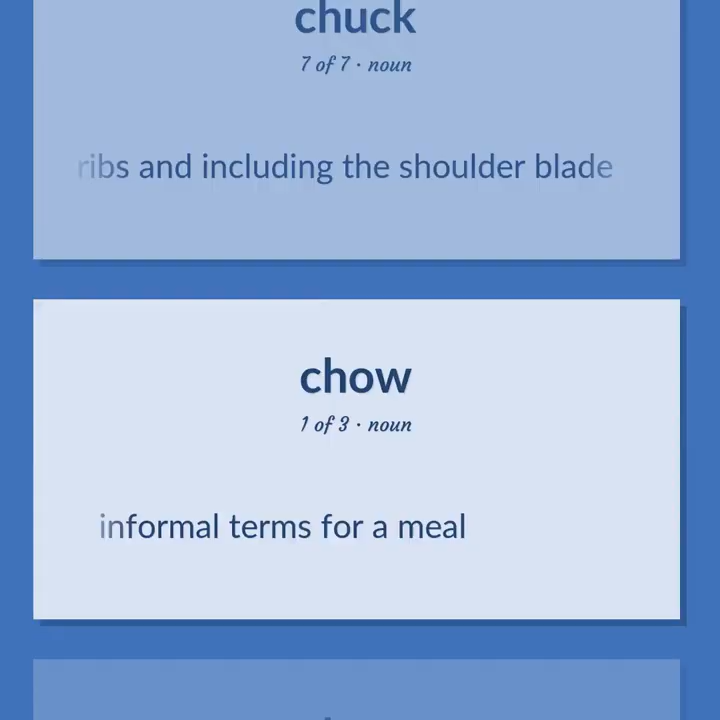 chuck
7 of 7 · noun
ribs and including the shoulder blade
chow
1 of 3 · noun
informal terms for a meal